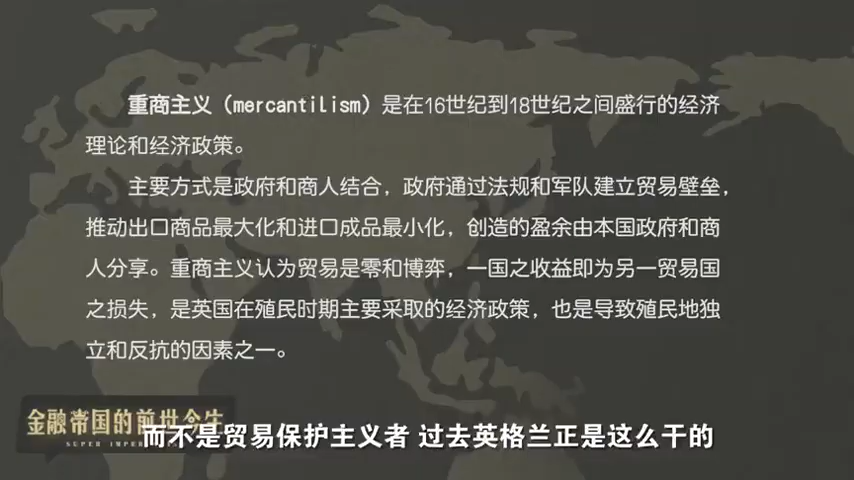 重商主义（mercantilism）是在16世纪到18世纪之间盛行的经济
理论和经济政策。
主要方式是政府和商人结合，政府通过法规和军队建立贸易壁垒，
推动出口商品最大化和进口成品最小化，创造的盈余由本国政府和商
人分享。重商主义认为贸易是零和博弈，一国之收益即为另一贸易国
之损失，是英国在殖民时期主要采取的经济政策，也是导致殖民地独
立和反抗的因素之一。
金融帝国的前世今生
SUPER
而不是贸易保护主义者 过去英格兰正是这么干的